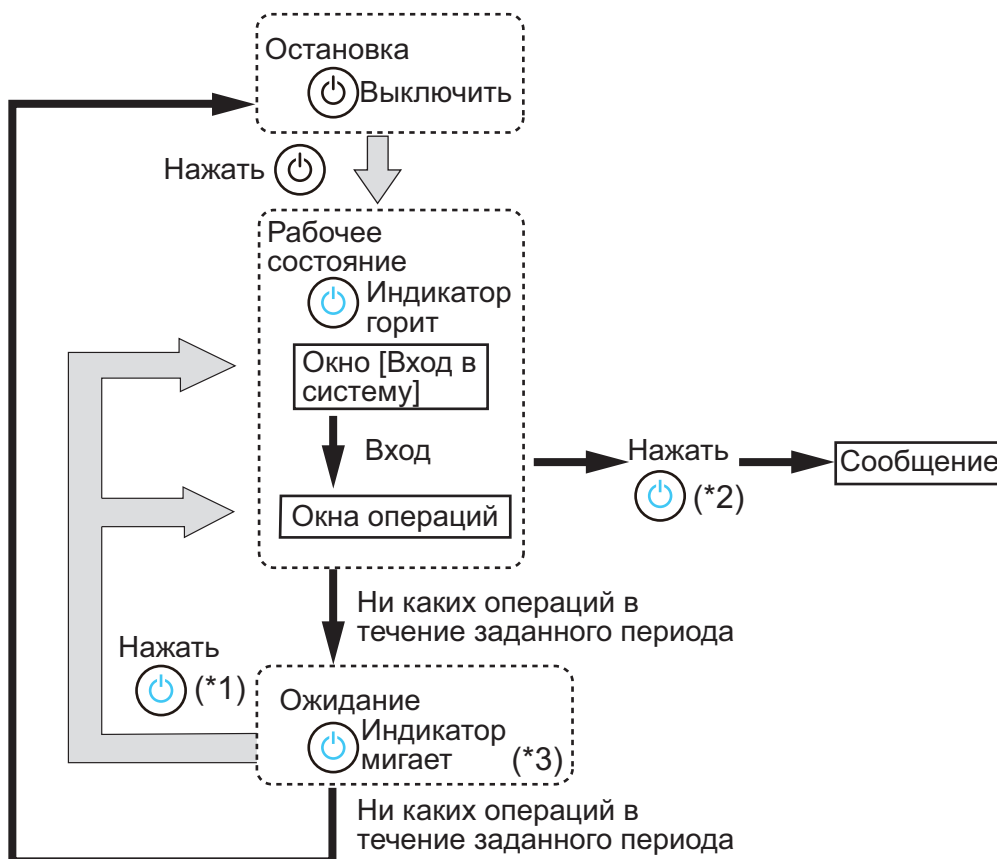 Остановка
Выключить
Нажать
Рабочее
состояние
Индикатор
горит
Окно [Вход в
систему]
Вход
Нажать
(*2)
Сообщение
Окна операций
Ни каких операций в
течение заданного периода
Нажать
(*1)
Ожидание
Индикатор
мигает (*3)
Ни каких операций в
течение заданного периода